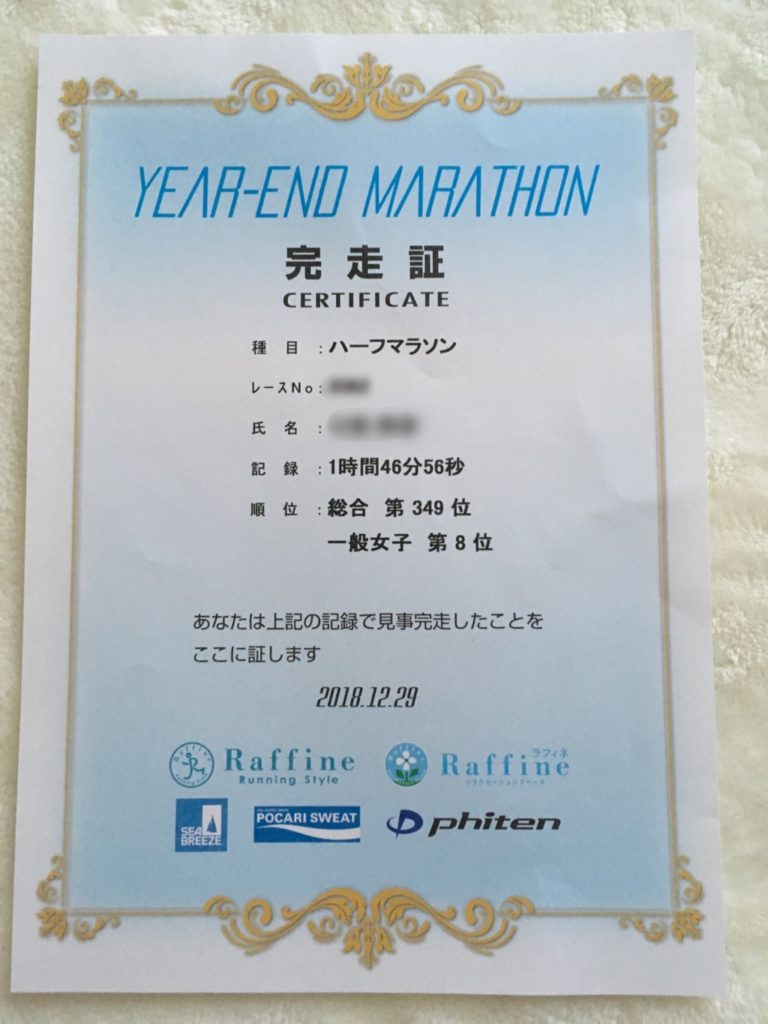 YEAR-END MARATHON
完走証
CERTIFICATE
種 目 : ハーフマラソン
レースNo :
氏 名 :
記 録 : 1時間46分56秒
順 位 : 総合 第 349 位
一般女子 第 8 位
あなたは上記の記録で見事完走したことを
ここに証します
2018.12.29
Raffine
Running Style
ラフィネ
Raffine
リラクゼーションスペース
SEA BREEZE
POCARI SWEAT
phiten